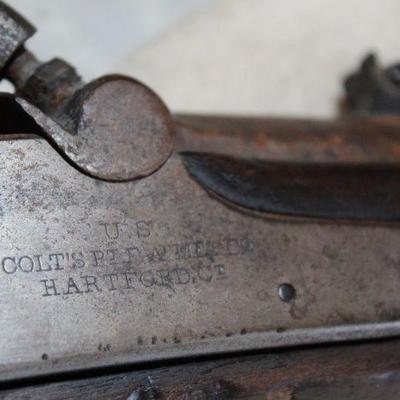 U S
COLT'S PT F A MFG Co
HARTFORD. CT